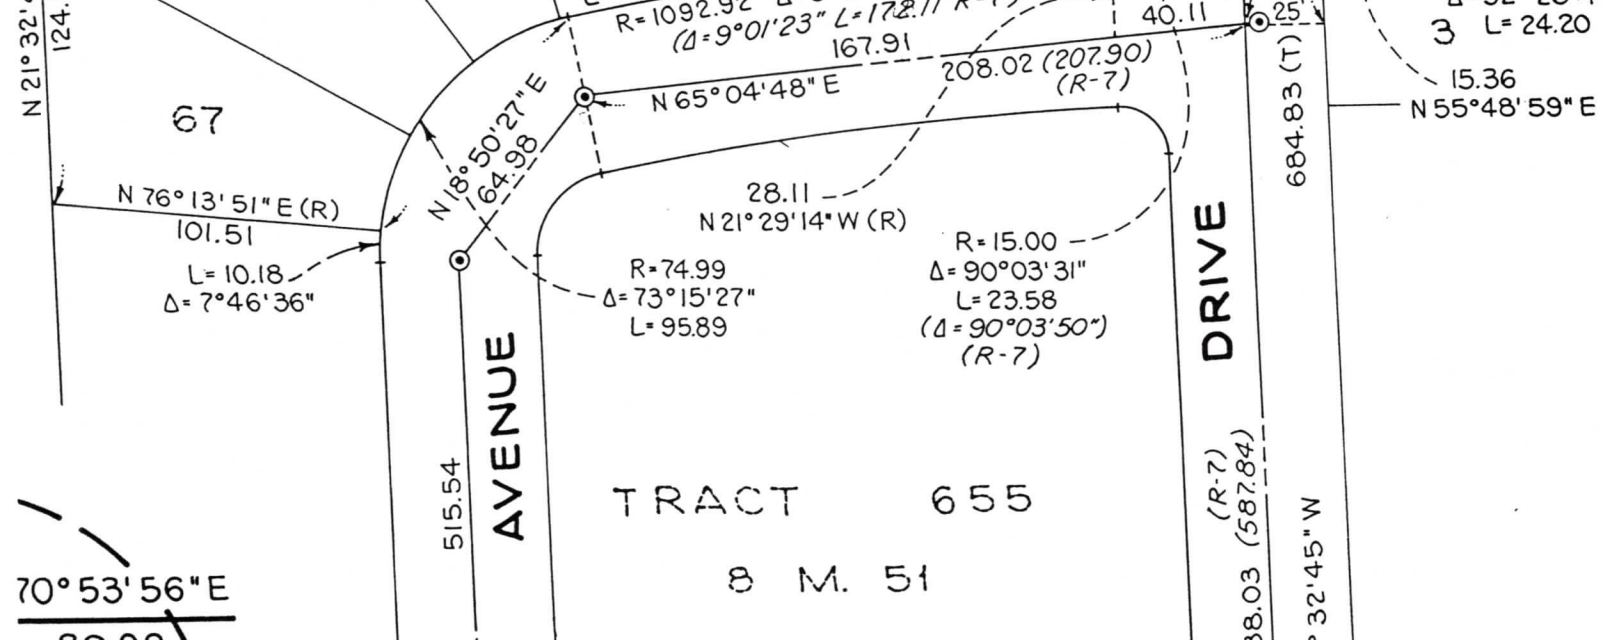 N 21°32'
124.
67
N 76°13'51" E (R)
101.51
L=10.18
Δ=7°46'36"
N 18°50'27" E
64.98
R=1092.92
(Δ=9°01'23" L=178.11 R-7)
167.91
N 65°04'48" E
208.02 (207.90)
(R-7)
40.11
25'
3
L=24.20
15.36
N 55°48'59" E
684.83 (T)
28.11
N 21°29'14" W (R)
R=74.99
Δ=73°15'27"
L=95.89
R=15.00
Δ=90°03'31"
L=23.58
(Δ=90°03'50")
(R-7)
AVENUE
515.54
DRIVE
(R-7)
(587.84)
88.03
°32'45" W
TRACT 655
8 M. 51
70°53'56" E